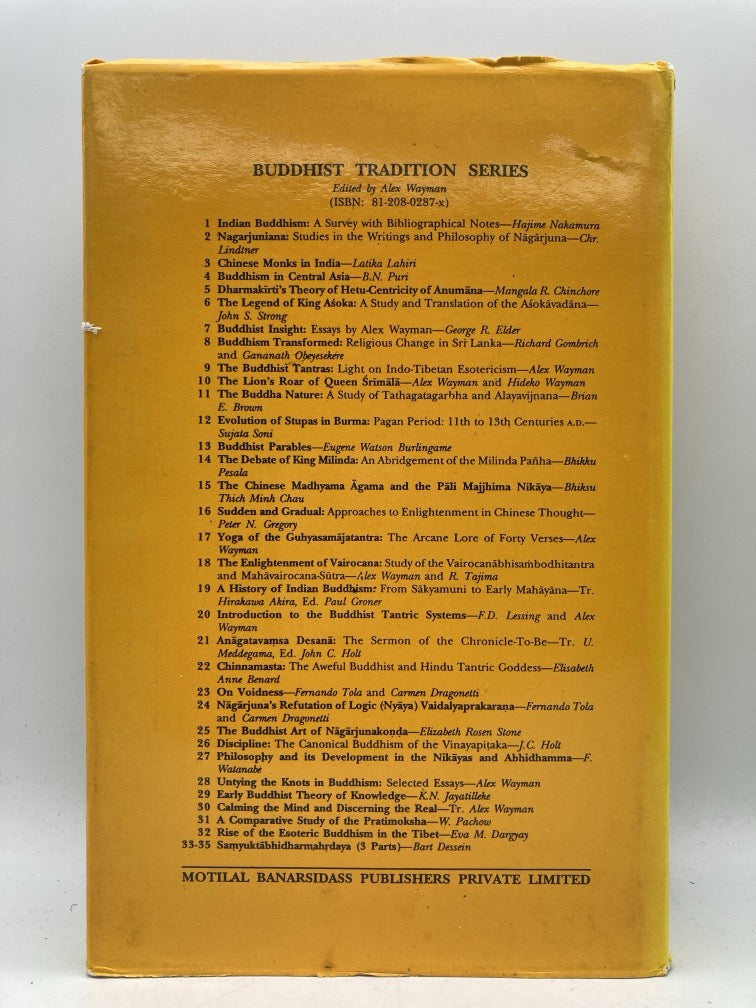 BUDDHIST TRADITION SERIES
Edited by Alex Wayman
(ISBN: 81-208-0287-x)
1 Indian Buddhism: A Survey with Bibliographical Notes—Hajime Nakamura
2 Nagarjuniana: Studies in the Writings and Philosophy of Nāgārjuna—Chr.
Lindtner
3 Chinese Monks in India—Latika Lahiri
4 Buddhism in Central Asia—B.N. Puri
5 Dharmakīrti's Theory of Hetu-Centricity of Anumāna—Mangala R. Chinchore
6 The Legend of King Aśoka: A Study and Translation of the Aśokāvadāna—
John S. Strong
7 Buddhist Insight: Essays by Alex Wayman—George R. Elder
8 Buddhism Transformed: Religious Change in Sri Lanka—Richard Gombrich
and Gananath Obeyesekere
9 The Buddhist Tantras: Light on Indo-Tibetan Esotericism—Alex Wayman
10 The Lion's Roar of Queen Śrīmālā—Alex Wayman and Hideko Wayman
11 The Buddha Nature: A Study of Tathagatagarbha and Alayavijnana—Brian
E. Brown
12 Evolution of Stupas in Burma: Pagan Period: 11th to 13th Centuries A.D.—
Sujata Soni
13 Buddhist Parables—Eugene Watson Burlingame
14 The Debate of King Milinda: An Abridgement of the Milinda Pañha—Bhikku
Pesala
15 The Chinese Madhyama Āgama and the Pāli Majjhima Nikāya—Bhiksu
Thich Minh Chau
16 Sudden and Gradual: Approaches to Enlightenment in Chinese Thought—
Peter N. Gregory
17 Yoga of the Guhyasamājatantra: The Arcane Lore of Forty Verses—Alex
Wayman
18 The Enlightenment of Vairocana: Study of the Vairocanābhisaṁbodhitantra
and Mahāvairocana-Sūtra—Alex Wayman and R. Tajima
19 A History of Indian Buddhism: From Sākyamuni to Early Mahāyāna—Tr.
Hirakawa Akira, Ed. Paul Groner
20 Introduction to the Buddhist Tantric Systems—F.D. Lessing and Alex
Wayman
21 Anāgatavaṃsa Desanā: The Sermon of the Chronicle-To-Be—Tr. U.
Meddegama, Ed. John C. Holt
22 Chinnamasta: The Aweful Buddhist and Hindu Tantric Goddess—Elisabeth
Anne Benard
23 On Voidness—Fernando Tola and Carmen Dragonetti
24 Nāgārjuna's Refutation of Logic (Nyāya) Vaidalyaprakaraṇa—Fernando Tola
and Carmen Dragonetti
25 The Buddhist Art of Nāgārjunakoṇḍa—Elizabeth Rosen Stone
26 Discipline: The Canonical Buddhism of the Vinayapiṭaka—J.C. Holt
27 Philosophy and its Development in the Nikāyas and Abhidhamma—F.
Watanabe
28 Untying the Knots in Buddhism: Selected Essays—Alex Wayman
29 Early Buddhist Theory of Knowledge—K.N. Jayatilleke
30 Calming the Mind and Discerning the Real—Tr. Alex Wayman
31 A Comparative Study of the Pratimoksha—W. Pachow
32 Rise of the Esoteric Buddhism in the Tibet—Eva M. Dargyay
33-35 Saṃyuktābhidharmahṛdaya (3 Parts)—Bart Dessein
MOTILAL BANARSIDASS PUBLISHERS PRIVATE LIMITED